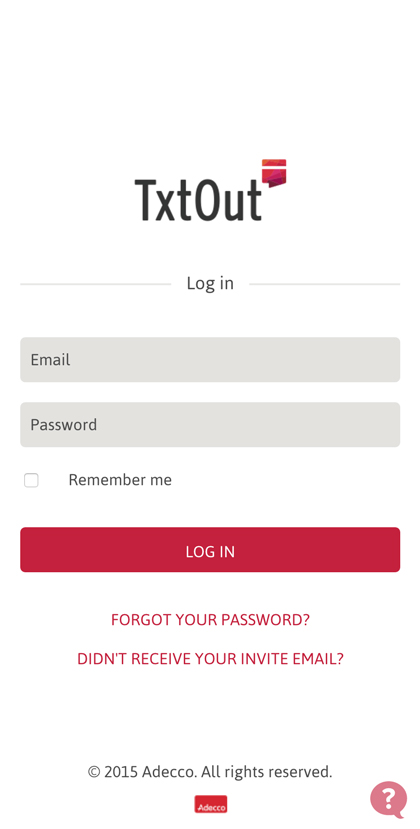 TxtOut
Log in
Email
Password
Remember me
LOG IN
FORGOT YOUR PASSWORD?
DIDN'T RECEIVE YOUR INVITE EMAIL?
© 2015 Adecco. All rights reserved.
Adecco
?